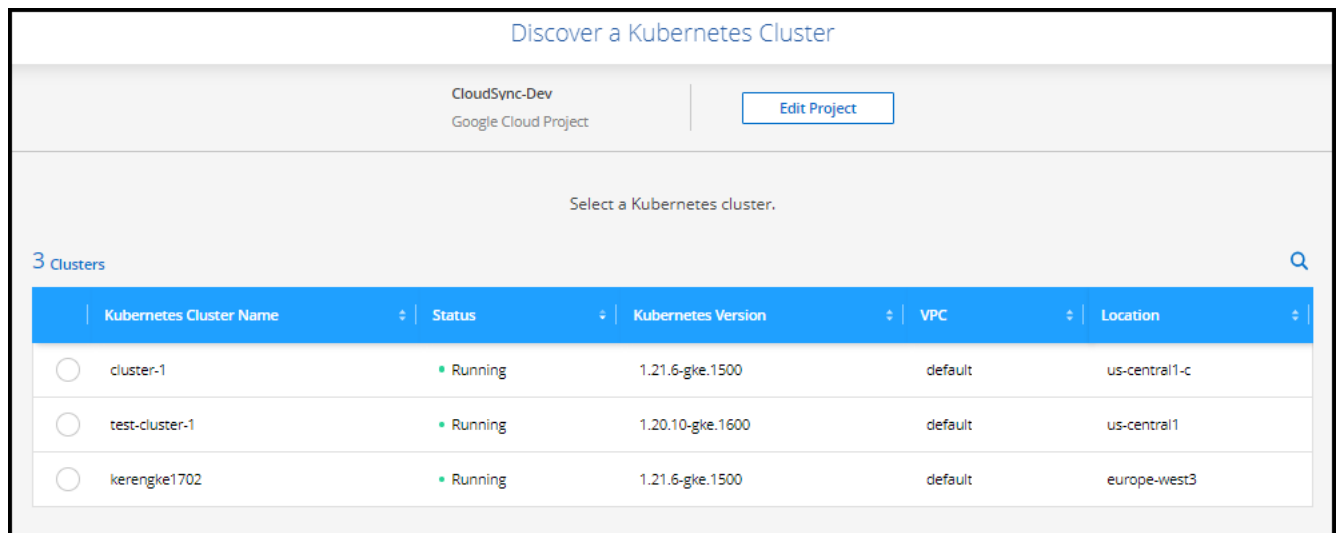 Discover a Kubernetes Cluster
CloudSync-Dev
Google Cloud Project
Edit Project
Select a Kubernetes cluster.
3 Clusters
Kubernetes Cluster Name Status Kubernetes Version VPC Location
cluster-1 Running 1.21.6-gke.1500 default us-central1-c
test-cluster-1 Running 1.20.10-gke.1600 default us-central1
kerengke1702 Running 1.21.6-gke.1500 default europe-west3